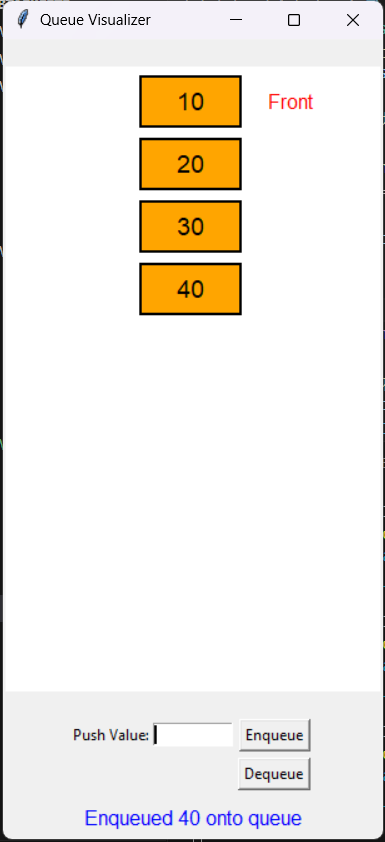 Queue Visualizer
10 Front
20
30
40
Push Value: Enqueue
Dequeue
Enqueued 40 onto queue